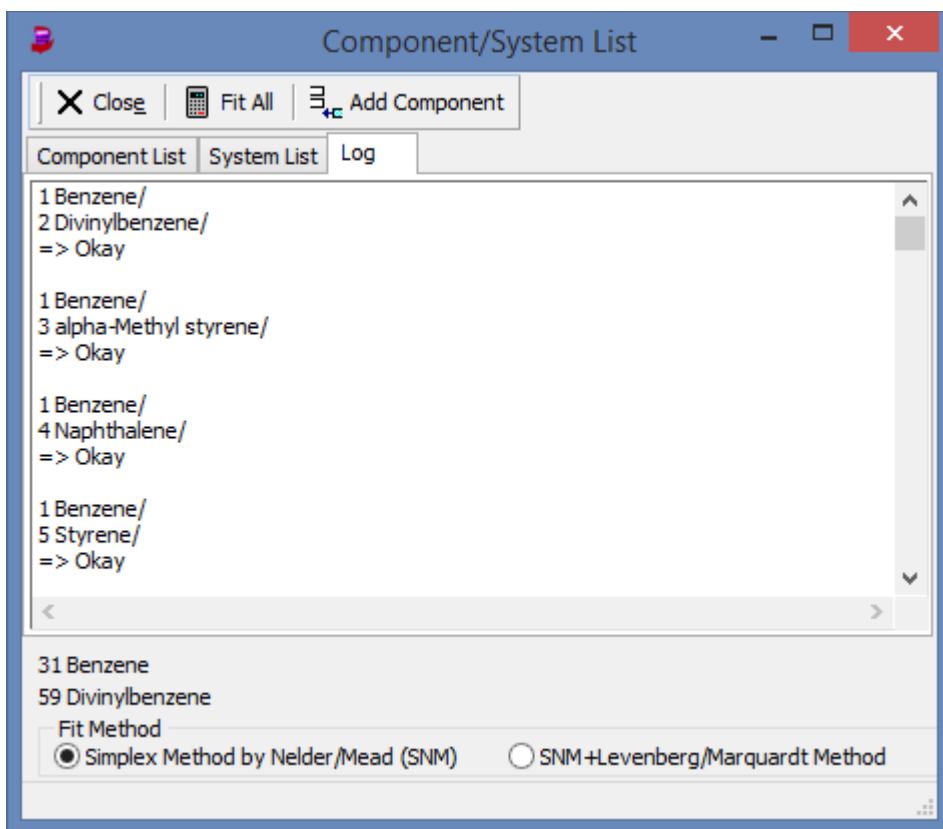 Component/System List
Close Fit All Add Component
Component List System List Log
1 Benzene/
2 Divinylbenzene/
=> Okay
1 Benzene/
3 alpha-Methyl styrene/
=> Okay
1 Benzene/
4 Naphthalene/
=> Okay
1 Benzene/
5 Styrene/
=> Okay
31 Benzene
59 Divinylbenzene
Fit Method
Simplex Method by Nelder/Mead (SNM) SNM+Levenberg/Marquardt Method